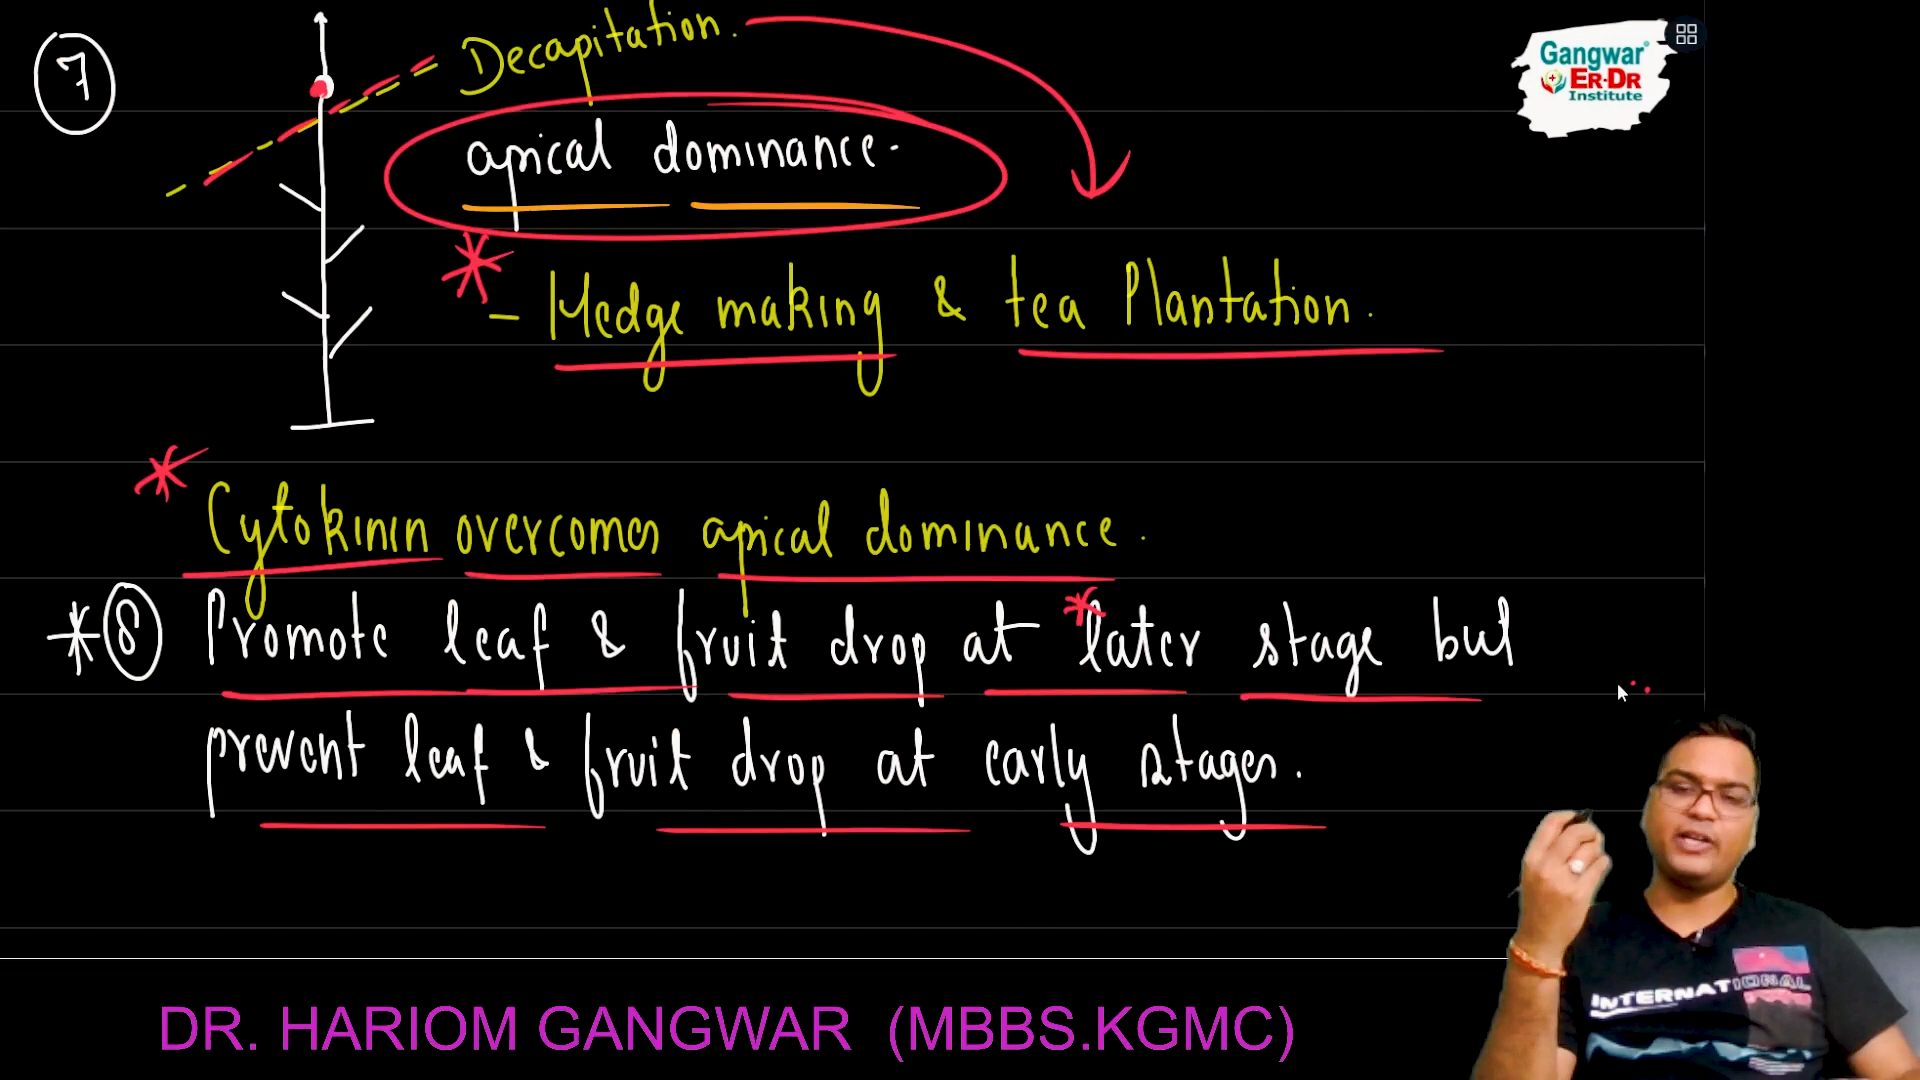 7
Decapitation.
Gangwar
ER-DR
Institute
apical dominance.
* - Hedge making & tea Plantation.
*
Cytokinin overcomes apical dominance.
* 8 Promote leaf & fruit drop at *later stage but
prevent leaf & fruit drop at early stages.
INTERNATIONAL
DR. HARIOM GANGWAR (MBBS.KGMC)